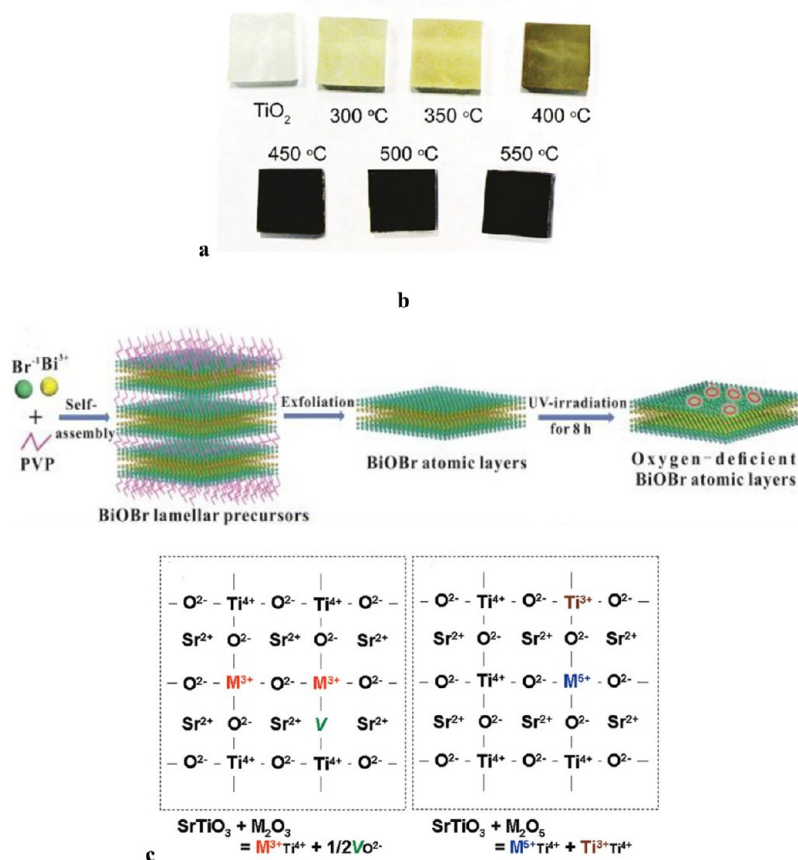 TiO2 300 °C 350 °C 400 °C
450 °C 500 °C 550 °C
a
b
Br-1 Bi3+
+
PVP
Self-
assembly
BiOBr lamellar precursors
Exfoliation
BiOBr atomic layers
UV-irradiation
for 8 h
Oxygen-deficient
BiOBr atomic layers
O2- Ti4+ O2- Ti4+ O2-
Sr2+ O2- Sr2+ O2- Sr2+
O2- M3+ O2- M3+ O2-
Sr2+ O2- Sr2+ V Sr2+
O2- Ti4+ O2- Ti4+ O2-
SrTiO3 + M2O3
= M3+Ti4+ + 1/2VO2-
O2- Ti4+ O2- Ti3+ O2-
Sr2+ O2- Sr2+ O2- Sr2+
O2- Ti4+ O2- M5+ O2-
Sr2+ O2- Sr2+ O2- Sr2+
O2- Ti4+ O2- Ti4+ O2-
SrTiO3 + M2O5
= M5+Ti4+ + Ti3+Ti4+
c